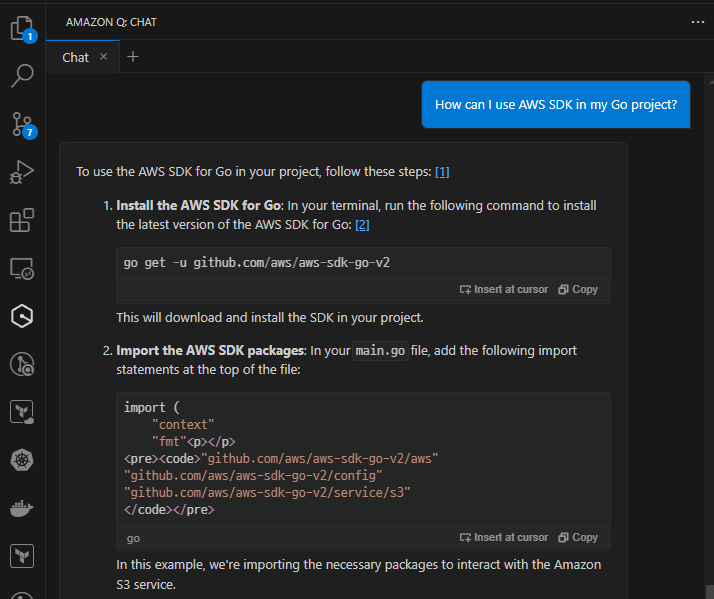 AMAZON Q: CHAT
1
Chat
How can I use AWS SDK in my Go project?
7
To use the AWS SDK for Go in your project, follow these steps: [1]
1. Install the AWS SDK for Go: In your terminal, run the following command to install
the latest version of the AWS SDK for Go: [2]
go get -u github.com/aws/aws-sdk-go-v2
Insert at cursor Copy
This will download and install the SDK in your project.
2. Import the AWS SDK packages: In your main.go file, add the following import
statements at the top of the file:
import (
    "context"
    "fmt"<p></p>
<pre><code>"github.com/aws/aws-sdk-go-v2/aws"
"github.com/aws/aws-sdk-go-v2/config"
"github.com/aws/aws-sdk-go-v2/service/s3"
</code></pre>
go Insert at cursor Copy
In this example, we're importing the necessary packages to interact with the Amazon
S3 service.